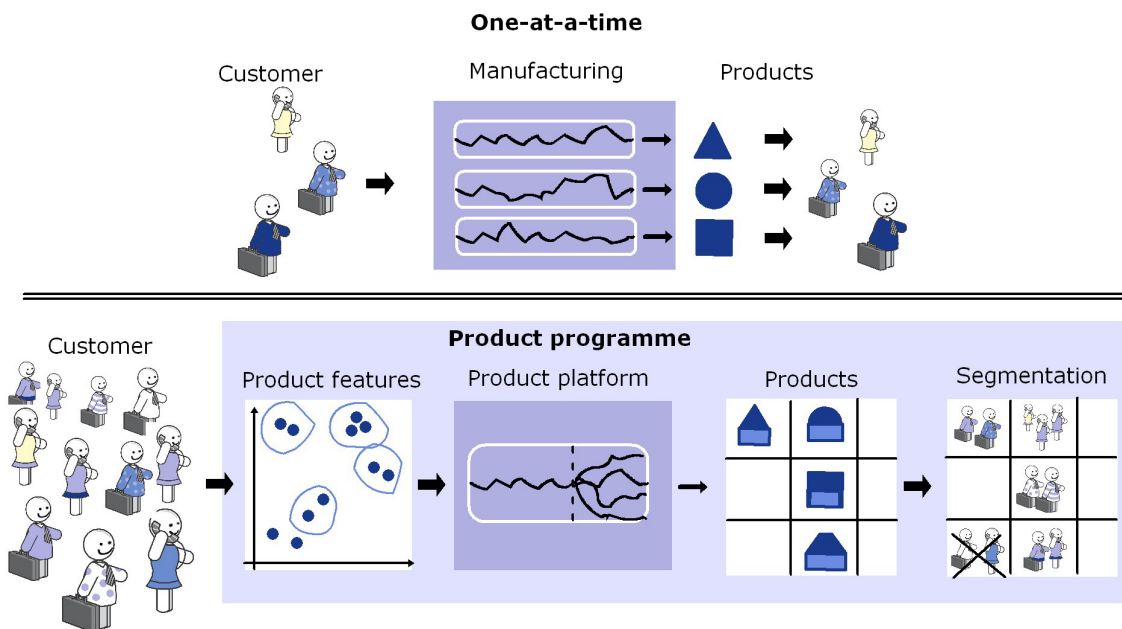 One-at-a-time
Customer
Manufacturing
Products
Customer
Product programme
Product features
Product platform
Products
Segmentation